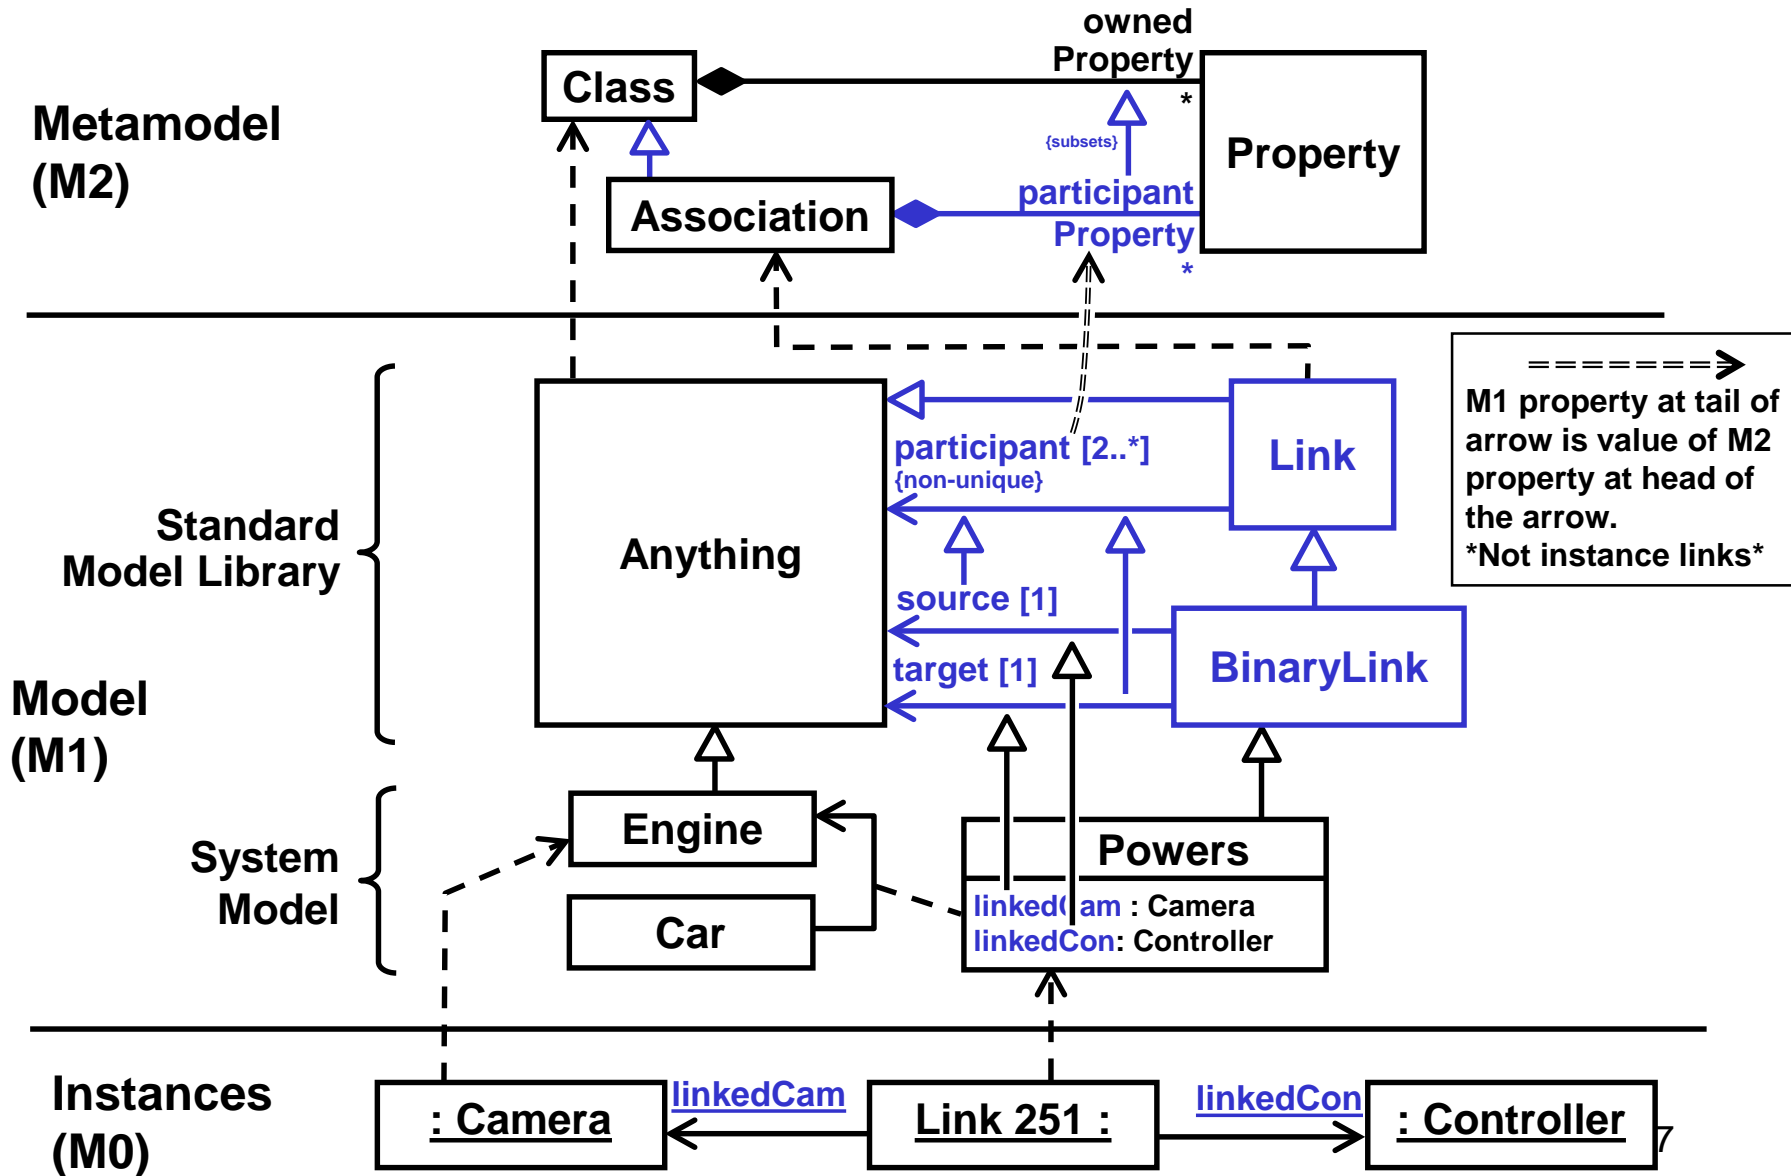 owned
Property
*
Class
Metamodel
(M2)
{subsets}
Property
participant
Association
Property
*
Standard
Model Library
Anything
participant [2..*]
{non-unique}
Link
source [1]
target [1]
BinaryLink
= = = = = = = =
M1 property at tail of
arrow is value of M2
property at head of
the arrow.
*Not instance links*
Model
(M1)
System
Model
Engine
Car
Powers
linkedCam : Camera
linkedCon: Controller
Instances
(M0)
: Camera
linkedCam
Link 251 :
linkedCon
: Controller
7